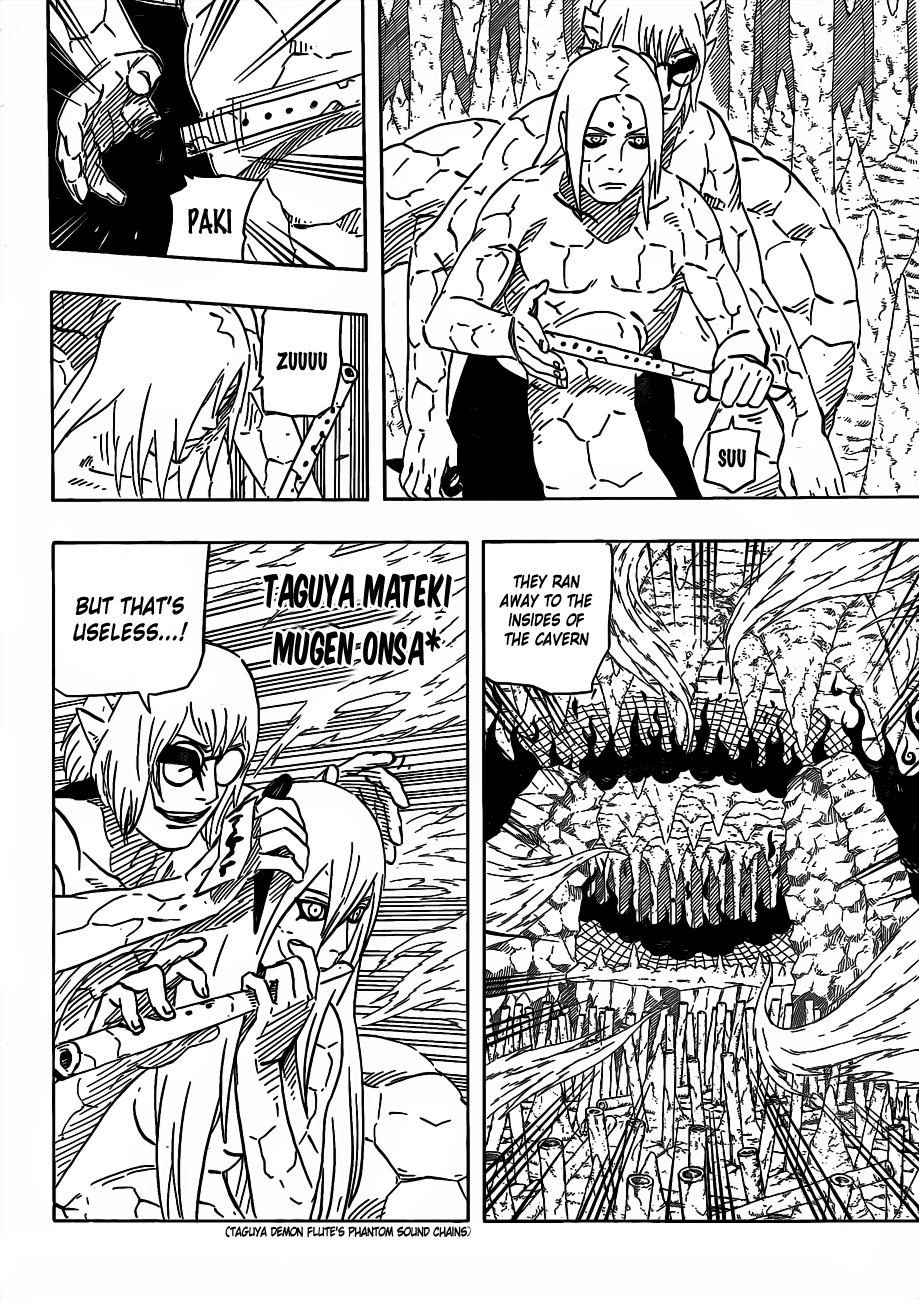 SUU
PAKI
ZUUUU
THEY RAN
AWAY TO THE
INSIDES OF
THE CAVERN
BUT THAT'S
USELESS...!
TAGUYA MATEKI
MUGEN ONSA*
(TAGUYA DEMON FLUTE'S PHANTOM SOUND CHAINS)